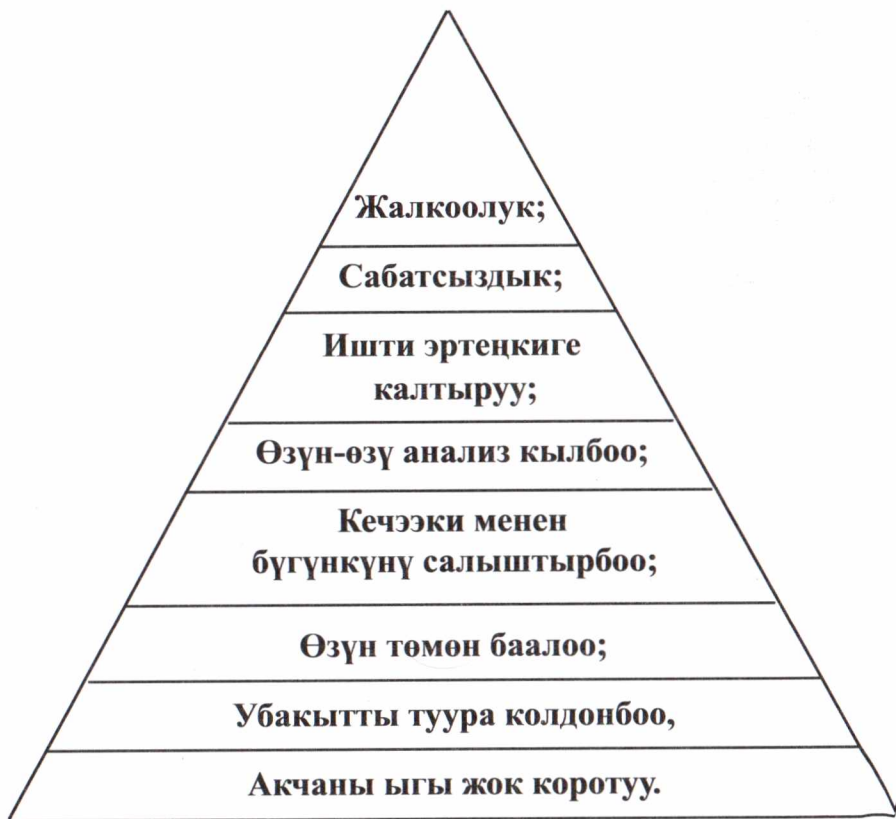 Жалкоолук;
Сабатсыздык;
Ишти эртеңкиге
калтыруу;
Өзүн-өзү анализ кылбоо;
Кечээки менен
бүгүнкүнү салыштырбоо;
Өзүн төмөн баалоо;
Убакытты туура колдонбоо,
Акчаны ыгы жок коротуу.